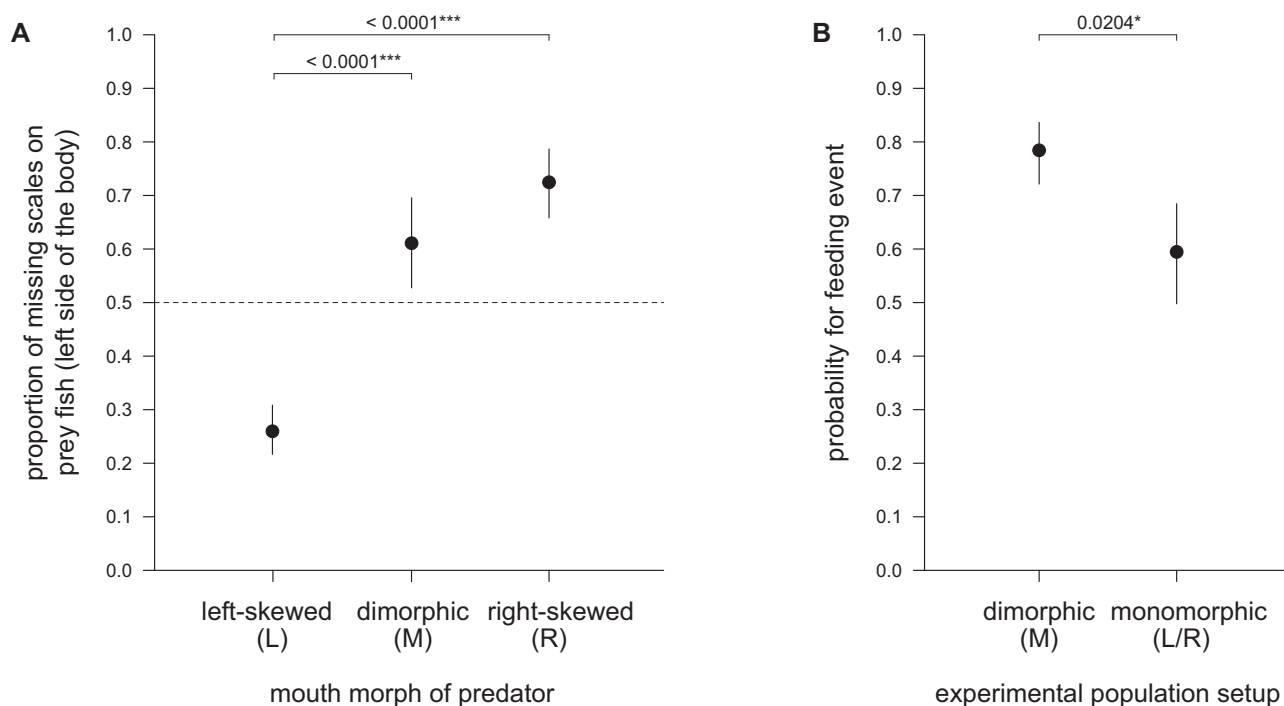 A
< 0.0001***
< 0.0001***
1.0
0.9
0.8
0.7
0.6
0.5
0.4
0.3
0.2
0.1
0.0
proportion of missing scales on
prey fish (left side of the body)
left-skewed dimorphic right-skewed
(L) (M) (R)
mouth morph of predator
B
0.0204*
1.0
0.9
0.8
0.7
0.6
0.5
0.4
0.3
0.2
0.1
0.0
probability for feeding event
dimorphic monomorphic
(M) (L/R)
experimental population setup